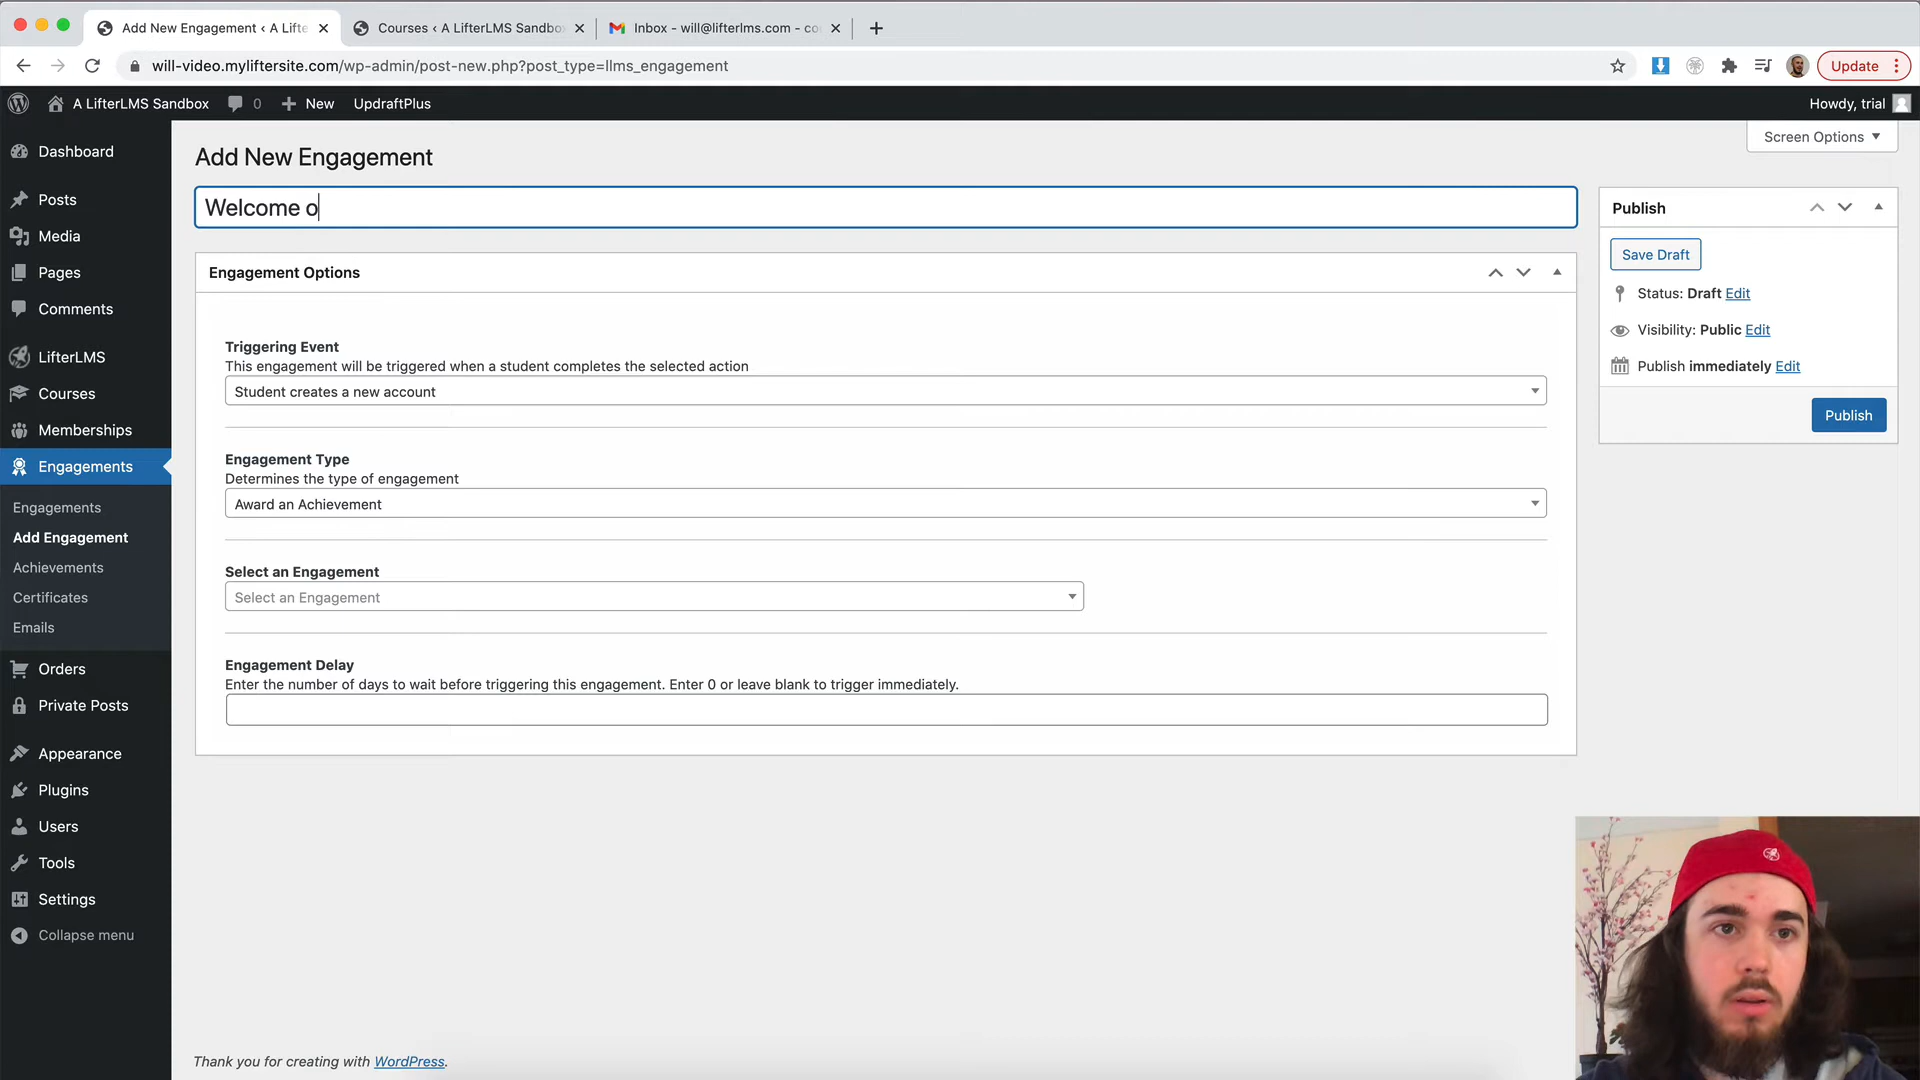 Add New Engagement ‹ A Lifte
Courses ‹ A LifterLMS Sandbo
Inbox - will@lifterlms.com - co
will-video.myliftersite.com/wp-admin/post-new.php?post_type=llms_engagement
Update
A LifterLMS Sandbox
0
New
UpdraftPlus
Howdy, trial
Dashboard
Posts
Media
Pages
Comments
LifterLMS
Courses
Memberships
Engagements
Engagements
Add Engagement
Achievements
Certificates
Emails
Orders
Private Posts
Appearance
Plugins
Users
Tools
Settings
Collapse menu
Screen Options
Add New Engagement
Welcome o
Engagement Options
Triggering Event
This engagement will be triggered when a student completes the selected action
Student creates a new account
Engagement Type
Determines the type of engagement
Award an Achievement
Select an Engagement
Select an Engagement
Engagement Delay
Enter the number of days to wait before triggering this engagement. Enter 0 or leave blank to trigger immediately.
Publish
Save Draft
Status: Draft Edit
Visibility: Public Edit
Publish immediately Edit
Publish
Thank you for creating with WordPress.